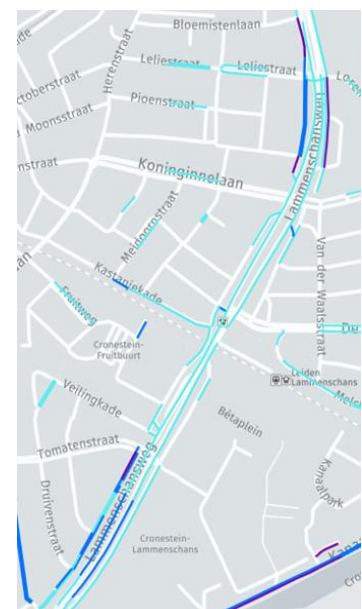 Bloemistenlaan
Herenstraat
Leliestraat
Leliestraat
Pioenstraat
Moonsstraat
Lammenschansweg
Koninginnelaan
Meidoornstraat
Van der Waalsstraat
Kastanjekade
Fruitweg
Cronestein-
Fruitbuurt
Leiden
Lammenschans
Veilingkade
Bètaplein
Tomatenstraat
Kanaalpark
Druivenstraat
Lammenschansweg
Cronestein-
Lammenschans